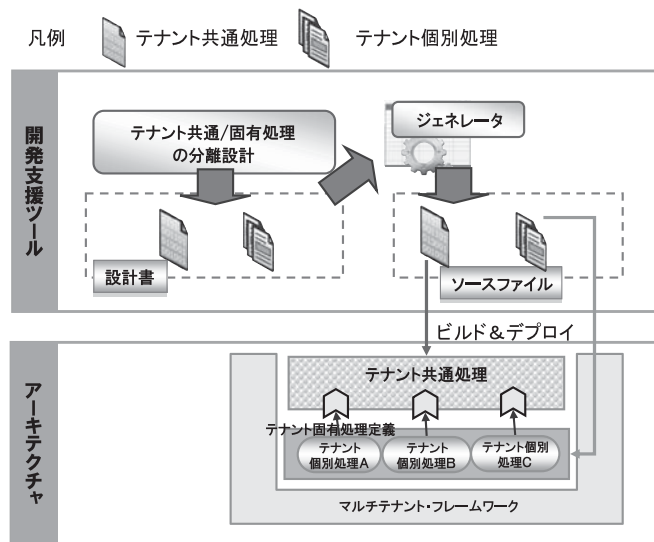 凡例
テナント共通処理
テナント個別処理
開発支援ツール
テナント共通/固有処理
の分離設計
ジェネレータ
設計書
ソースファイル
ビルド&デプロイ
アーキテクチャ
テナント共通処理
テナント固有処理定義
テナント
個別処理A
テナント
個別処理B
テナント個別
処理C
マルチテナント・フレームワーク